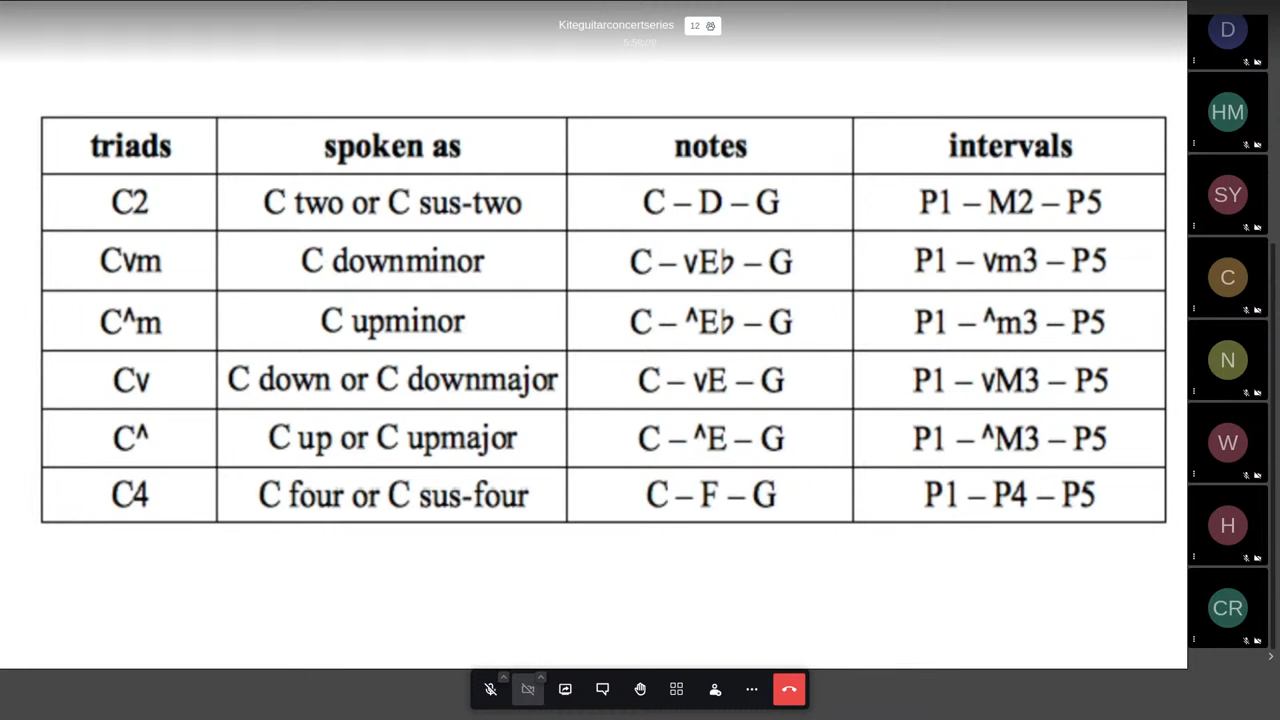 Kiteguitarconcertseries 12
triads spoken as notes intervals
C2 C two or C sus-two C – D – G P1 – M2 – P5
Cvm C downminor C – vE♭ – G P1 – vm3 – P5
C^m C upminor C – ^E♭ – G P1 – ^m3 – P5
Cv C down or C downmajor C – vE – G P1 – vM3 – P5
C^ C up or C upmajor C – ^E – G P1 – ^M3 – P5
C4 C four or C sus-four C – F – G P1 – P4 – P5
D
HM
SY
C
N
W
H
CR